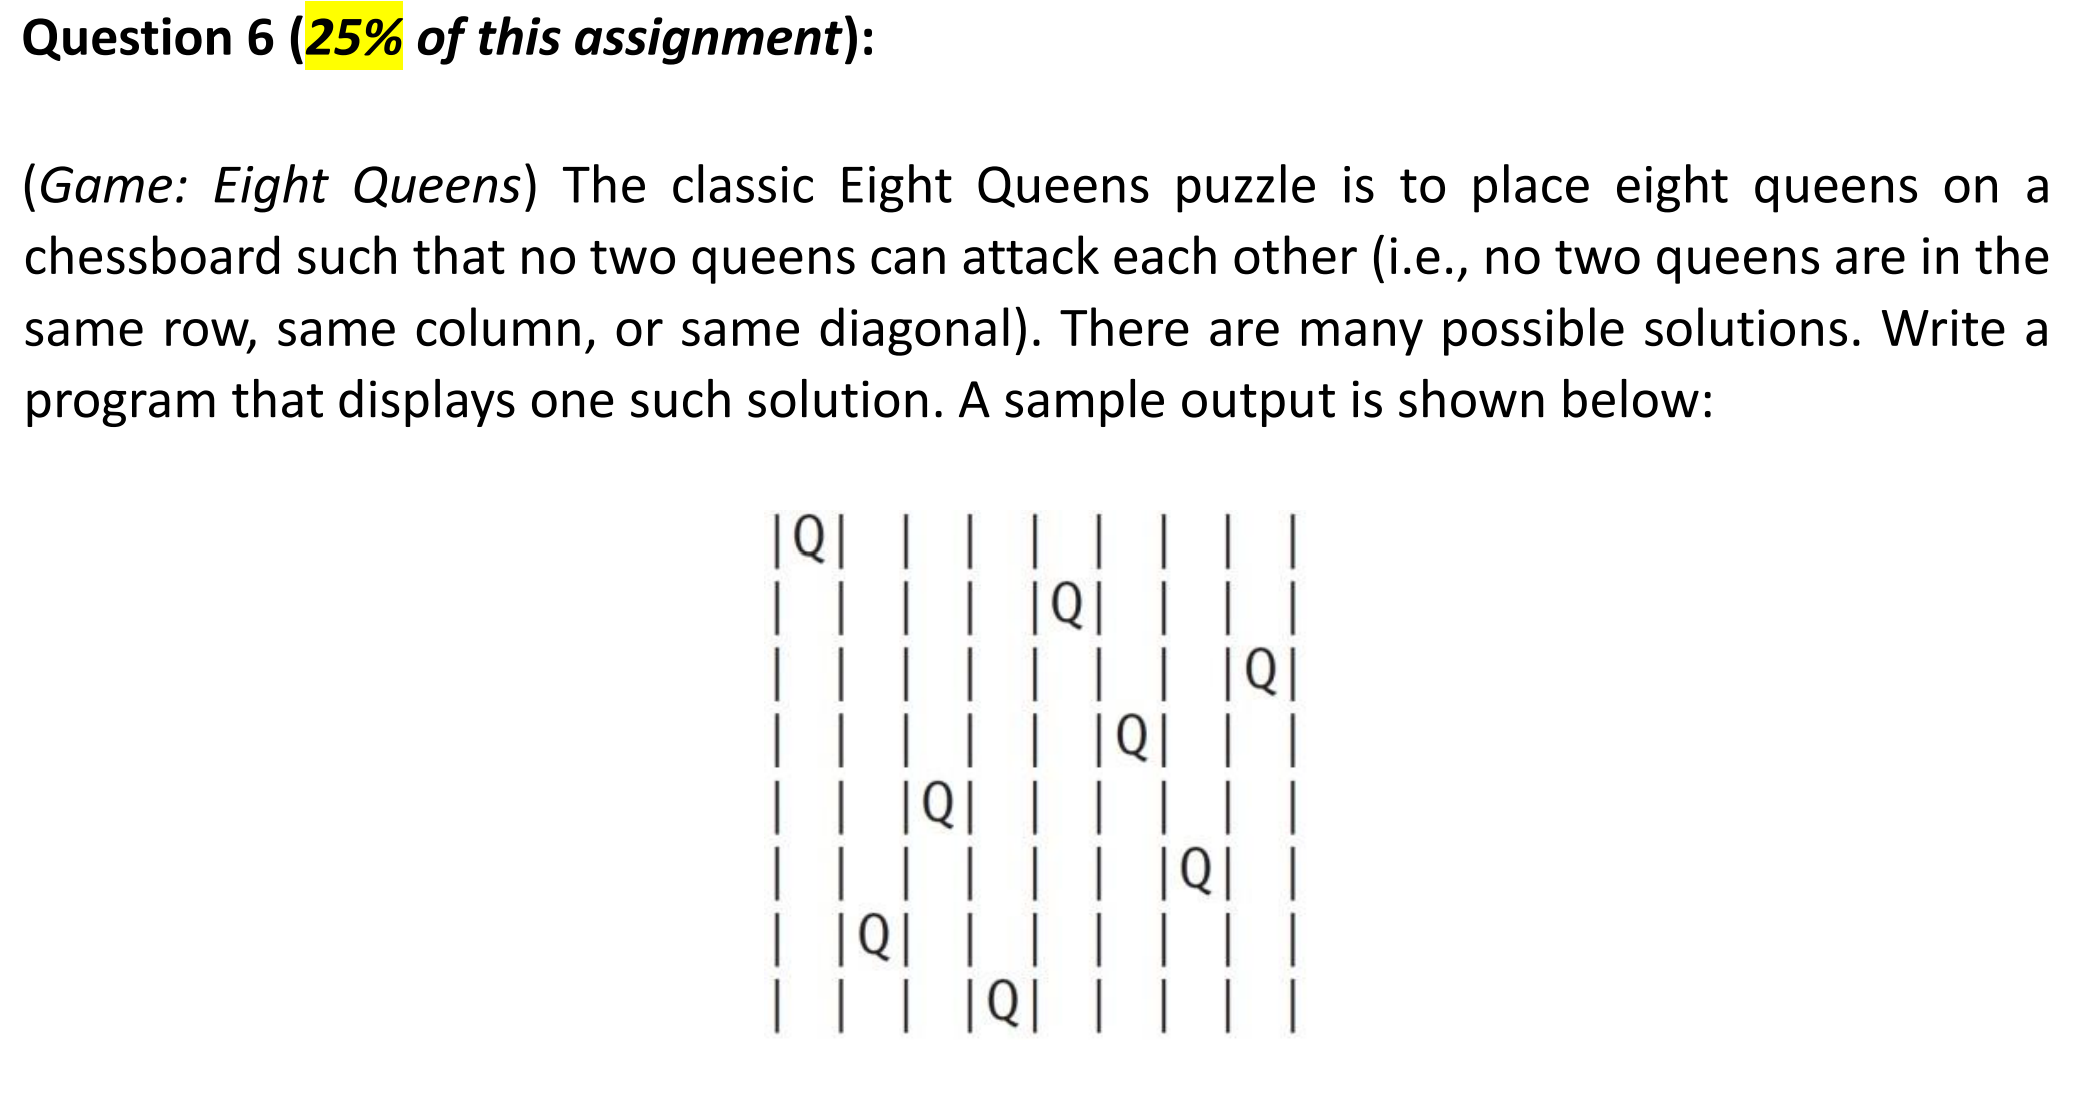 Question 6 (25% of this assignment):
(Game: Eight Queens) The classic Eight Queens puzzle is to place eight queens on a
chessboard such that no two queens can attack each other (i.e., no two queens are in the
same row, same column, or same diagonal). There are many possible solutions. Write a
program that displays one such solution. A sample output is shown below:
|Q| | | | | | | |
| | | | |Q| | | |
| | | | | | | |Q|
| | | | | |Q| | |
| | |Q| | | | | |
| | | | | | |Q| |
| |Q| | | | | | |
| | | |Q| | | | |